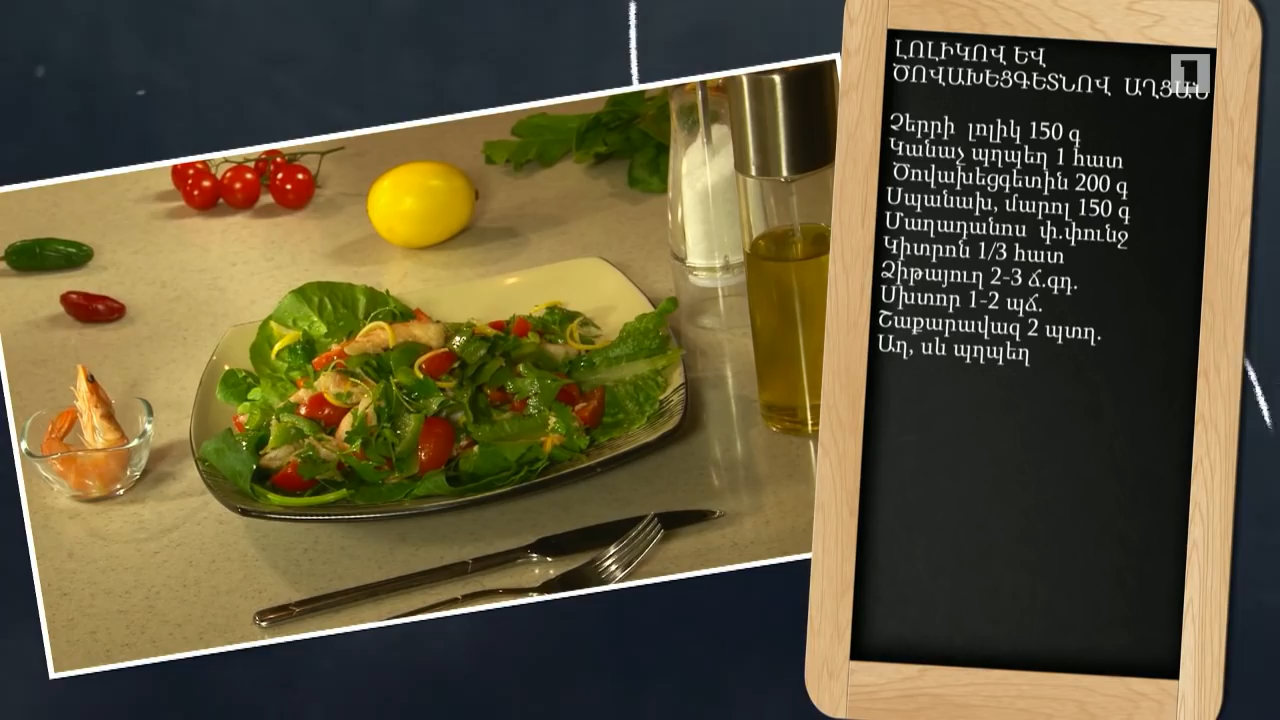 ԼՈԼԻԿՈՎ ԵՎ
ԾՈՎԱԽԵՑԳԵՏՆՈՎ ԱՂՑԱՆ
Չերրի լոլիկ 150 գ
Կանաչ պղպեղ 1 հատ
Ծովախեցգետին 200 գ
Սպանախ, մարոլ 150 գ
Մաղադանոս փ.փունջ
Կիտրոն 1/3 հատ
Ձիթայուղ 2-3 ճ.գդ.
Սխտոր 1-2 պճ.
Շաքարավազ 2 պտղ.
Աղ, սև պղպեղ